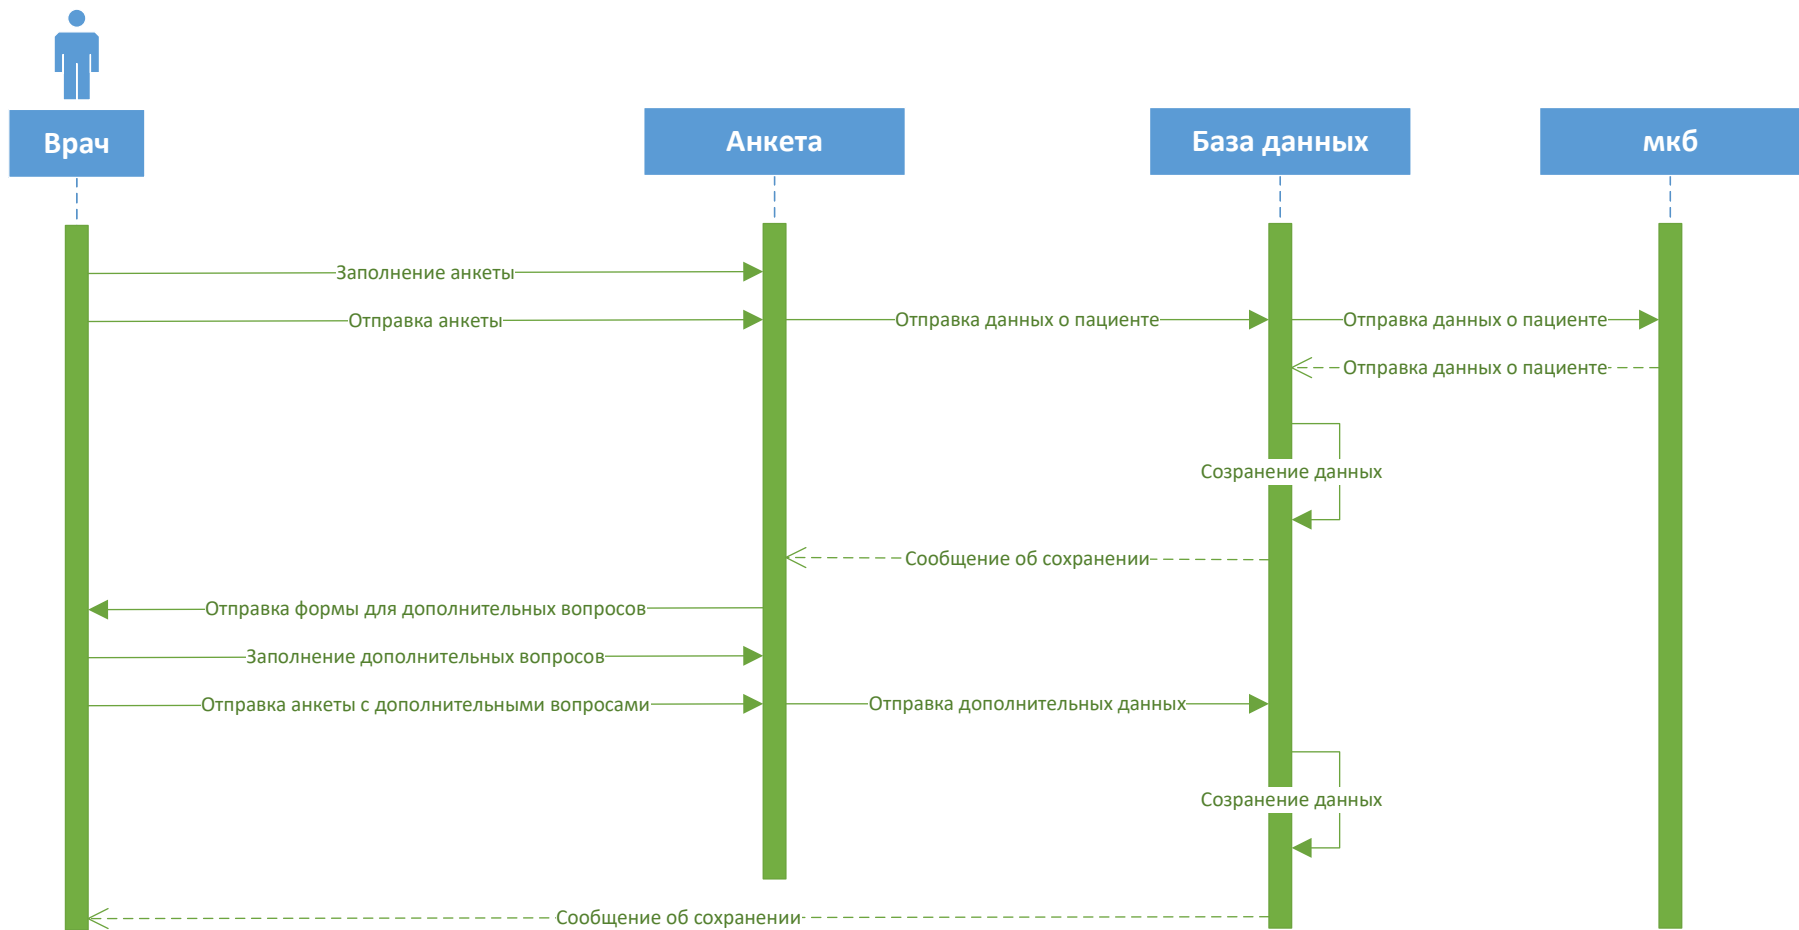 Врач
Анкета
База данных
мкб
Заполнение анкеты
Отправка анкеты
Отправка данных о пациенте
Отправка данных о пациенте
Отправка данных о пациенте
Созранение данных
Сообщение об сохранении
Отправка формы для дополнительных вопросов
Заполнение дополнительных вопросов
Отправка анкеты с дополнительными вопросами
Отправка дополнительных данных
Созранение данных
Сообщение об сохранении